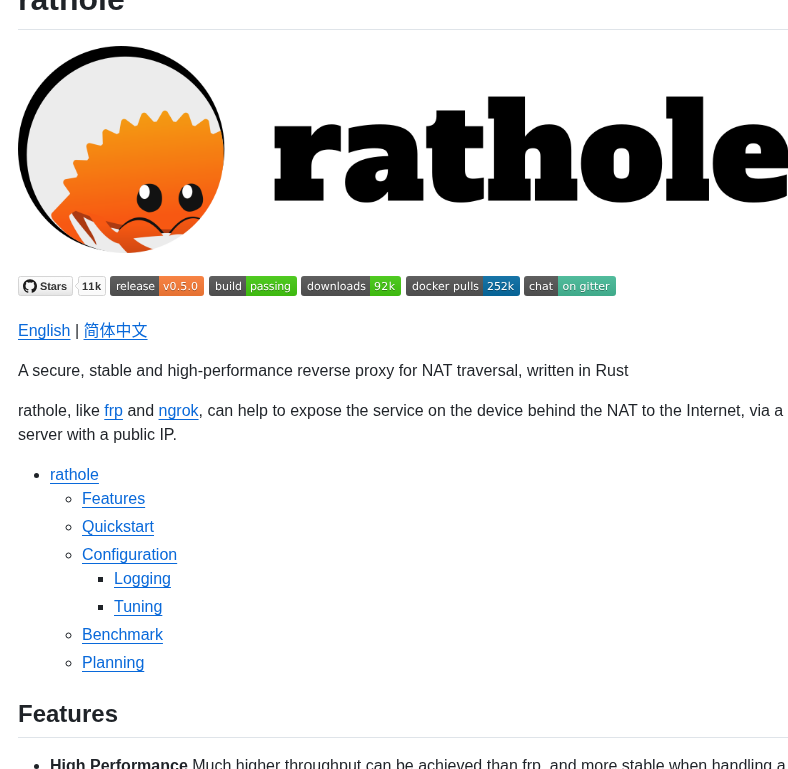 rathole
rathole
Stars 11k release v0.5.0 build passing downloads 92k docker pulls 252k chat on gitter
English | 简体中文
A secure, stable and high-performance reverse proxy for NAT traversal, written in Rust
rathole, like frp and ngrok, can help to expose the service on the device behind the NAT to the Internet, via a
server with a public IP.
rathole
Features
Quickstart
Configuration
Logging
Tuning
Benchmark
Planning
Features
High Performance Much higher throughput can be achieved than frp, and more stable when handling a